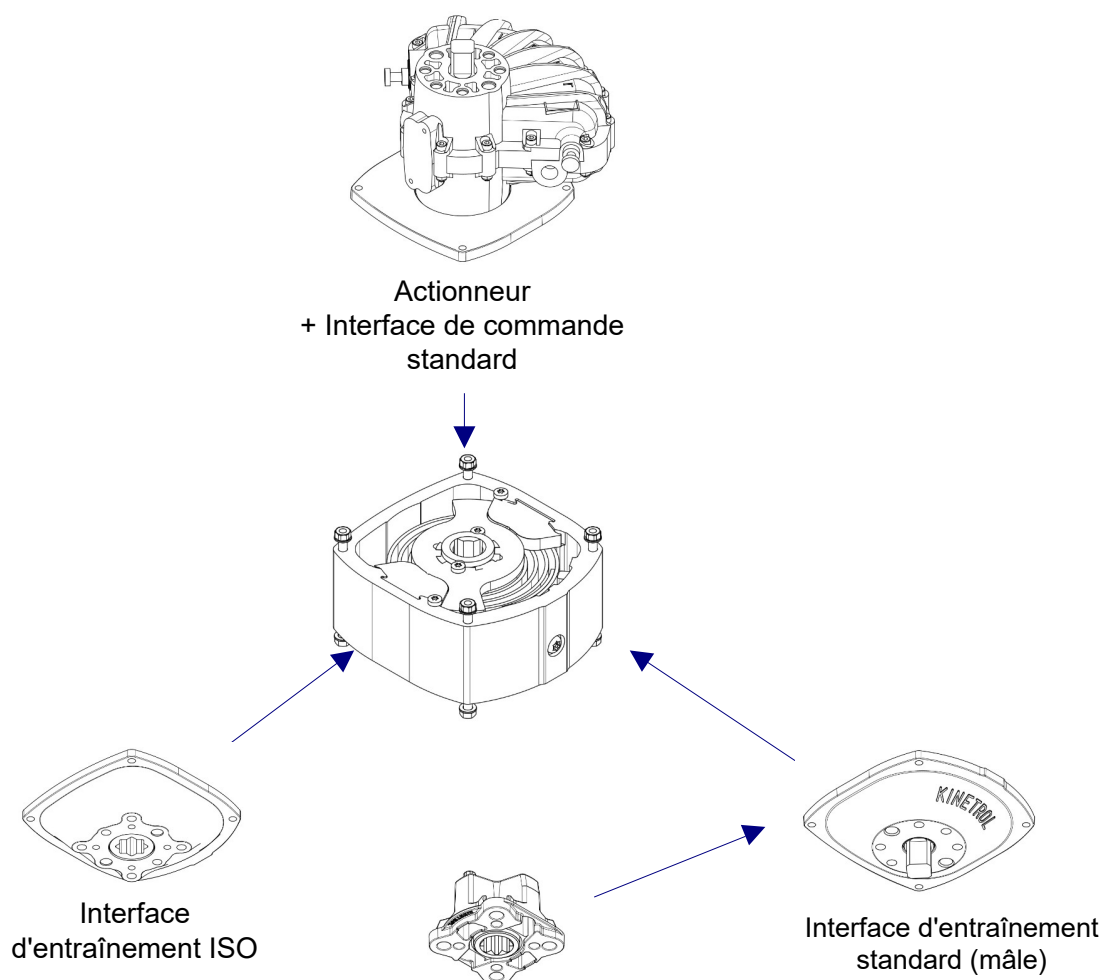 Actionneur
+ Interface de commande
standard
KINETROL
Interface
d'entraînement ISO
Interface d'entraînement
standard (mâle)